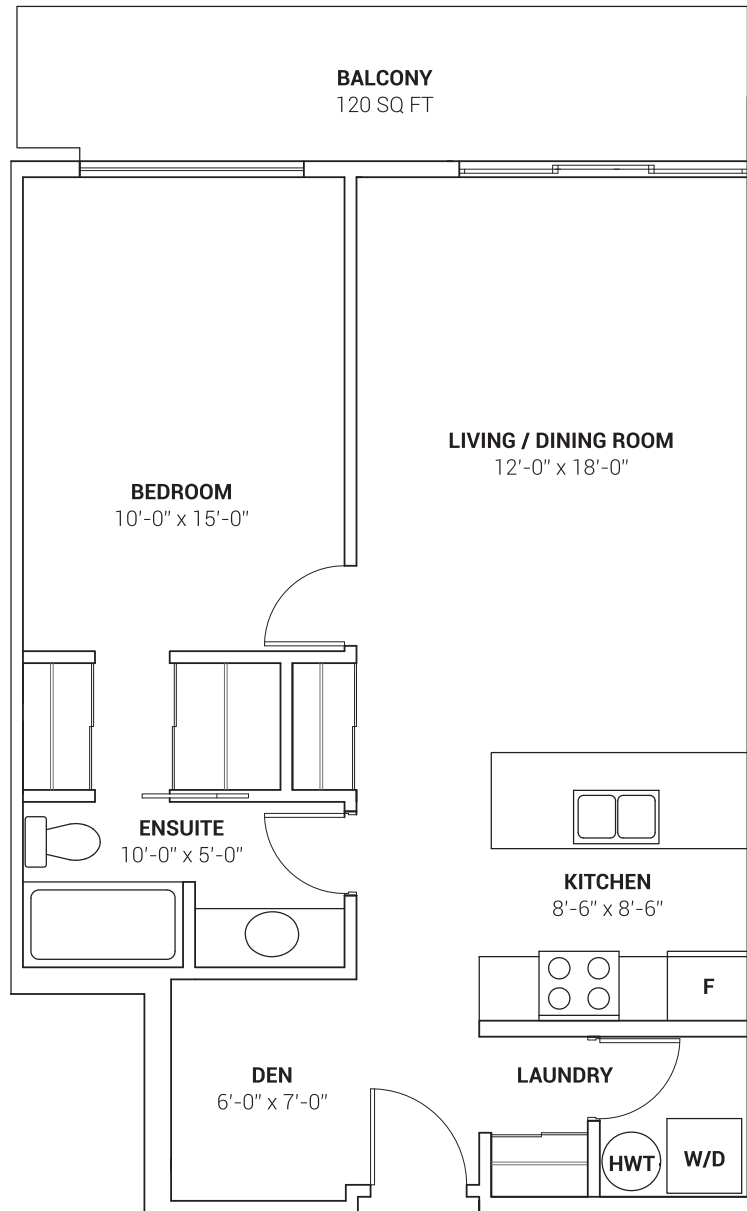 BALCONY
120 SQ FT
LIVING / DINING ROOM
12'-0" x 18'-0"
BEDROOM
10'-0" x 15'-0"
ENSUITE
10'-0" x 5'-0"
KITCHEN
8'-6" x 8'-6"
F
DEN
6'-0" x 7'-0"
LAUNDRY
HWT
W/D